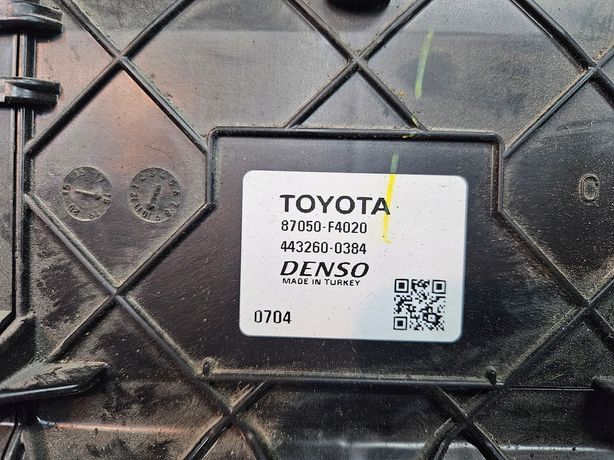 TOYOTA
87050-F4020
443260-0384
DENSO
MADE IN TURKEY
0704